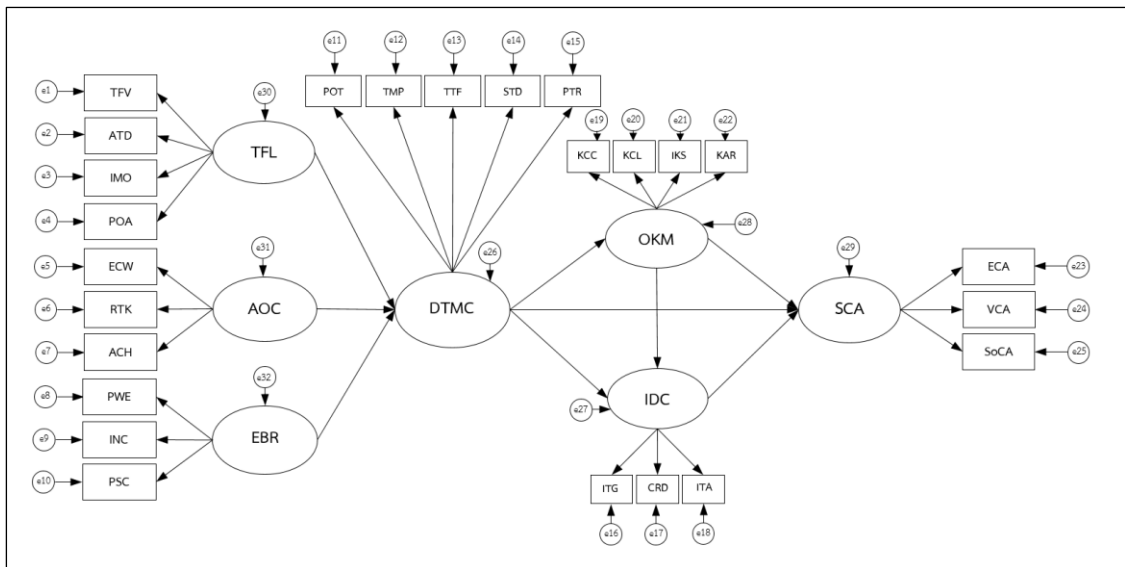 e11
e12
e13
e14
e15
POT
TMP
TTF
STD
PTR
e1
TFV
e2
ATD
e3
IMO
e4
POA
e30
TFL
e5
ECW
e6
RTK
e7
ACH
e31
AOC
e8
PWE
e9
INC
e10
PSC
e32
EBR
e26
DTMC
e19
e20
e21
e22
KCC
KCL
IKS
KAR
OKM
e28
e27
IDC
ITG
CRD
ITA
e16
e17
e18
e29
SCA
ECA
e23
VCA
e24
SoCA
e25